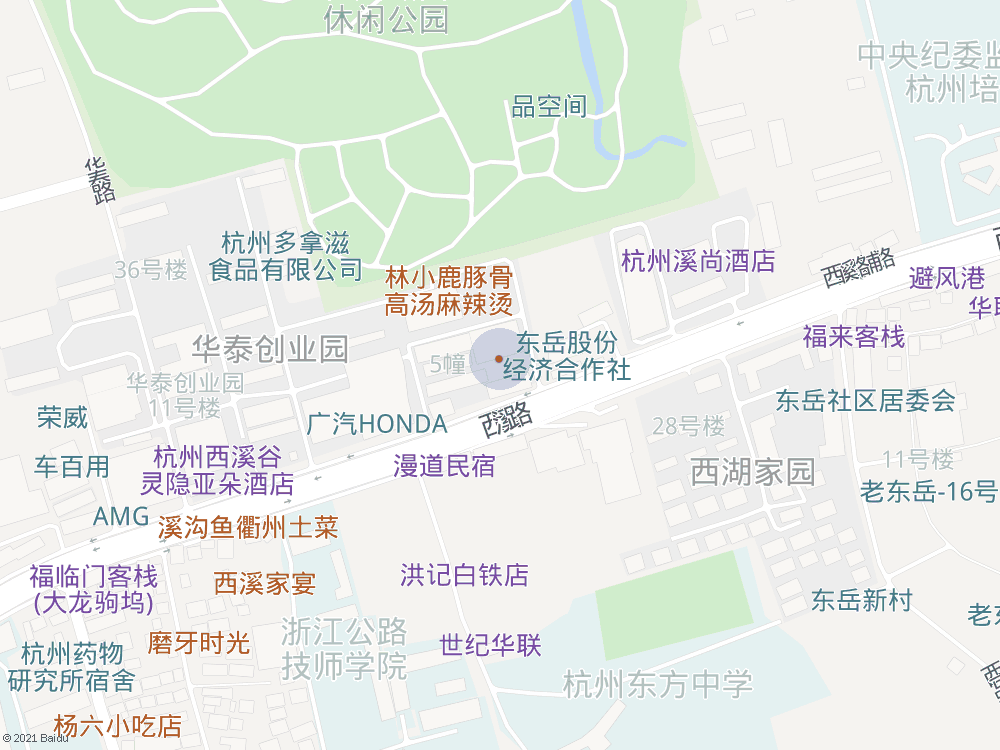 休闲公园
中央纪委监
杭州培
品空间
华泰路
杭州多拿滋
食品有限公司
36号楼
林小鹿豚骨
高汤麻辣烫
杭州溪尚酒店
西溪路辅路
西
避风港
华联
福来客栈
华泰创业园
5幢
东岳股份
经济合作社
华泰创业园
11号楼
荣威
广汽HONDA
西溪路
28号楼
东岳社区居委会
车百用
杭州西溪谷
灵隐亚朵酒店
漫道民宿
西湖家园
11号楼
老东岳-16号
AMG
溪沟鱼衢州土菜
福临门客栈
(大龙驹坞)
西溪家宴
洪记白铁店
东岳新村
老东
浙江公路
技师学院
磨牙时光
世纪华联
杭州药物
研究所宿舍
杭州东方中学
西
杨六小吃店
© 2021 Baidu